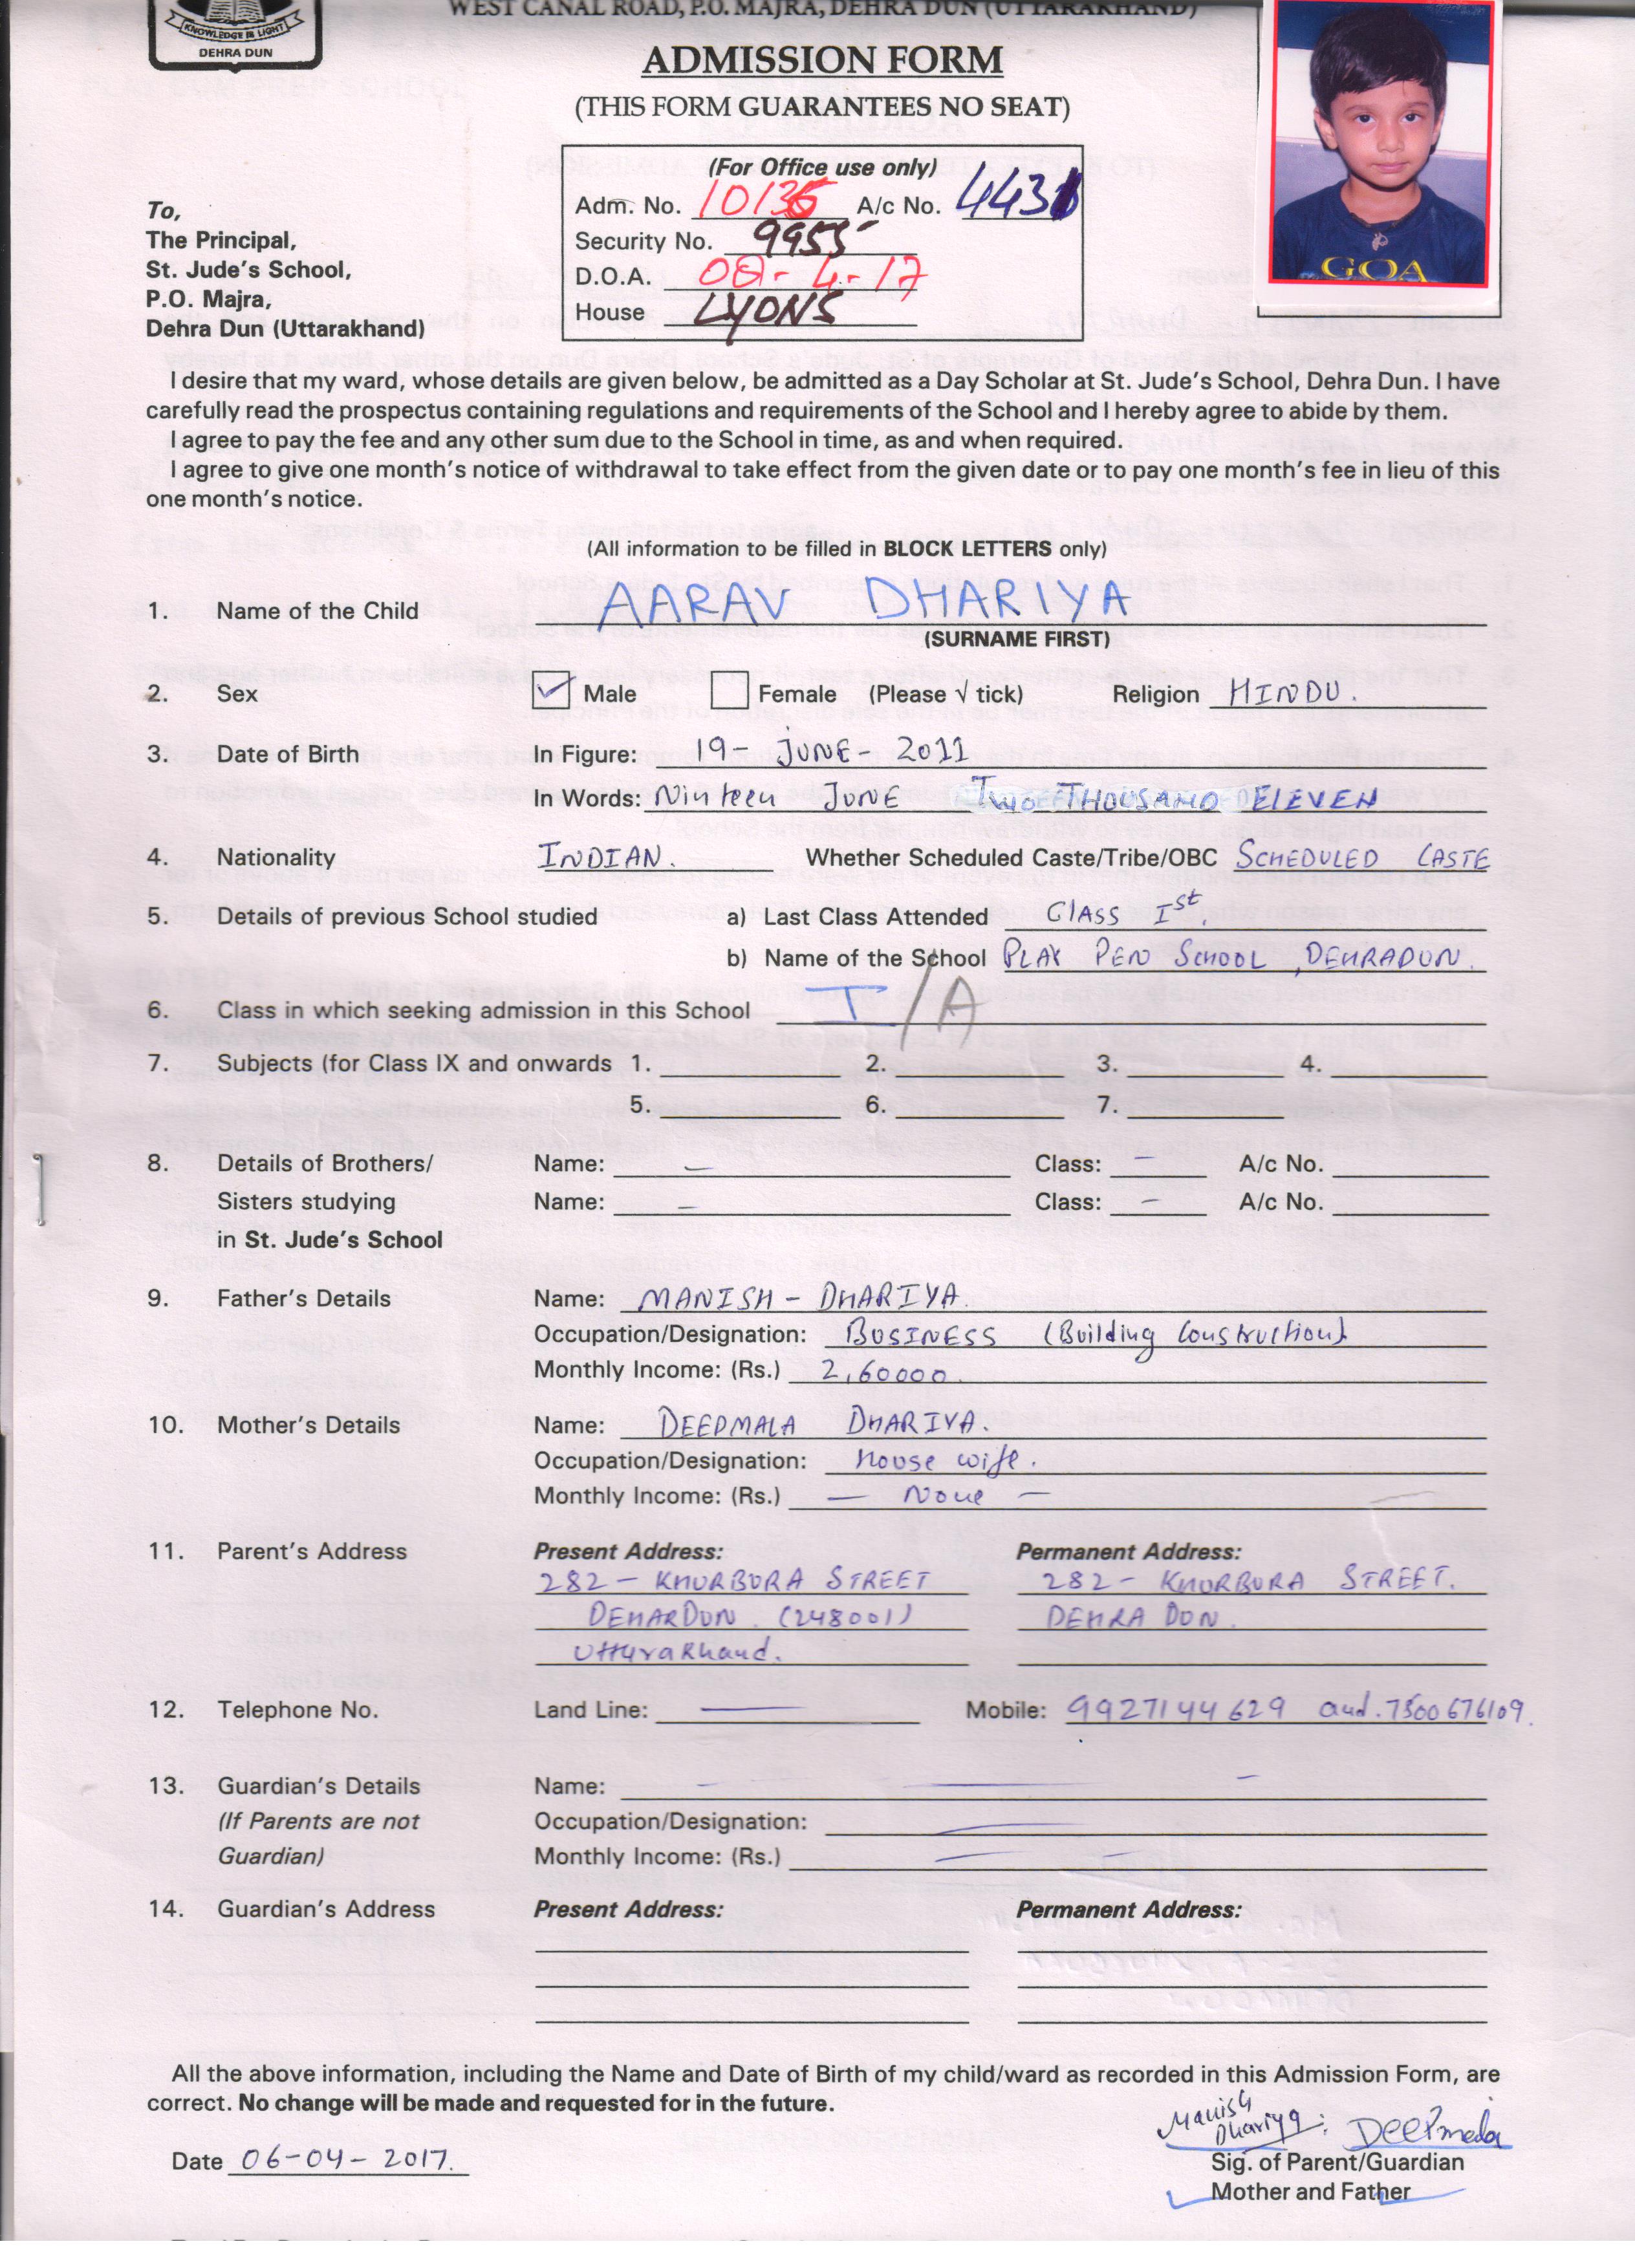 WEST CANAL ROAD, P.O. MAJRA, DEHRA DUN (UTTARAKHAND)
KNOWLEDGE IS LIGHT
DEHRA DUN
ADMISSION FORM
(THIS FORM GUARANTEES NO SEAT)
(For Office use only)
Adm. No. 10136 A/c No. 4431
Security No. 9955
D.O.A. 08-4-17
House LYONS
GOA
To,
The Principal,
St. Jude's School,
P.O. Majra,
Dehra Dun (Uttarakhand)
I desire that my ward, whose details are given below, be admitted as a Day Scholar at St. Jude's School, Dehra Dun. I have
carefully read the prospectus containing regulations and requirements of the School and I hereby agree to abide by them.
I agree to pay the fee and any other sum due to the School in time, as and when required.
I agree to give one month's notice of withdrawal to take effect from the given date or to pay one month's fee in lieu of this
one month's notice.
(All information to be filled in BLOCK LETTERS only)
1. Name of the Child AARAV DHARIYA
(SURNAME FIRST)
2. Sex ✓ Male Female (Please √ tick) Religion HINDU.
3. Date of Birth In Figure: 19- JUNE- 2011
In Words: Ninteen JUNE Two THOUSAND ELEVEN
4. Nationality INDIAN. Whether Scheduled Caste/Tribe/OBC SCHEDULED CASTE
5. Details of previous School studied a) Last Class Attended ClASS Ist.
b) Name of the School PLAY PEN SCHOOL, DEHRADUN.
6. Class in which seeking admission in this School I/A
7. Subjects (for Class IX and onwards 1. 2. 3. 4.
5. 6. 7.
8. Details of Brothers/ Name: — Class: — A/c No.
Sisters studying Name: — Class: — A/c No.
in St. Jude's School
9. Father's Details Name: MANISH - DHARIYA.
Occupation/Designation: BUSINESS (Building Construction)
Monthly Income: (Rs.) 2,60000.
10. Mother's Details Name: DEEPMALA DHARIYA.
Occupation/Designation: House wife.
Monthly Income: (Rs.) — None —
11. Parent's Address Present Address: Permanent Address:
282- KHURBURA STREET 282- KHURBURA STREET.
DEHARDUN. (248001) DEHRA DUN.
Utturakhand.
12. Telephone No. Land Line: — Mobile: 9927144629 and. 7500676109.
13. Guardian's Details Name: — — —
(If Parents are not Occupation/Designation: —
Guardian) Monthly Income: (Rs.) — —
14. Guardian's Address Present Address: Permanent Address:
All the above information, including the Name and Date of Birth of my child/ward as recorded in this Admission Form, are
correct. No change will be made and requested for in the future.
Manish
Dhariya: DEEPmala
Date 06-04-2017. Sig. of Parent/Guardian
Mother and Father